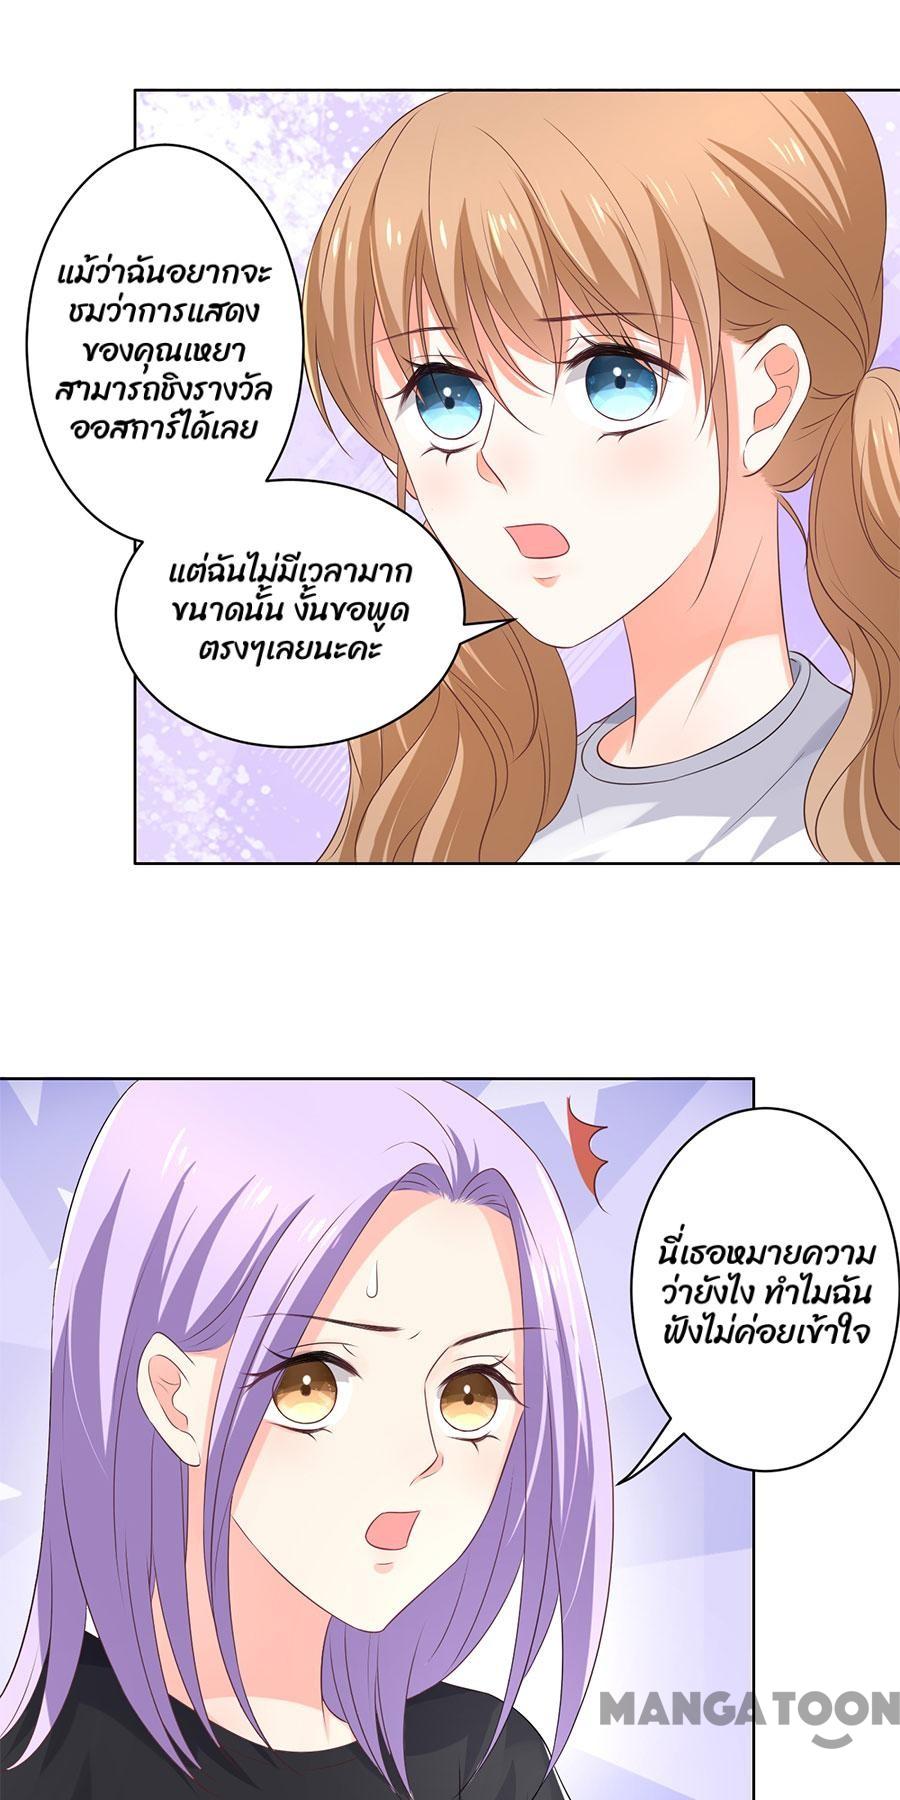 แม้ว่าฉันอยากจะ
ชมว่าการแสดง
ของคุณเหยา
สามารถชิงรางวัล
ออสการ์ได้เลย
แต่ฉันไม่มีเวลามาก
ขนาดนั้น งั้นขอพูด
ตรงๆเลยนะคะ
นี่เธอหมายความ
ว่ายังไง ทำไมฉัน
ฟังไม่ค่อยเข้าใจ
MANGATOON